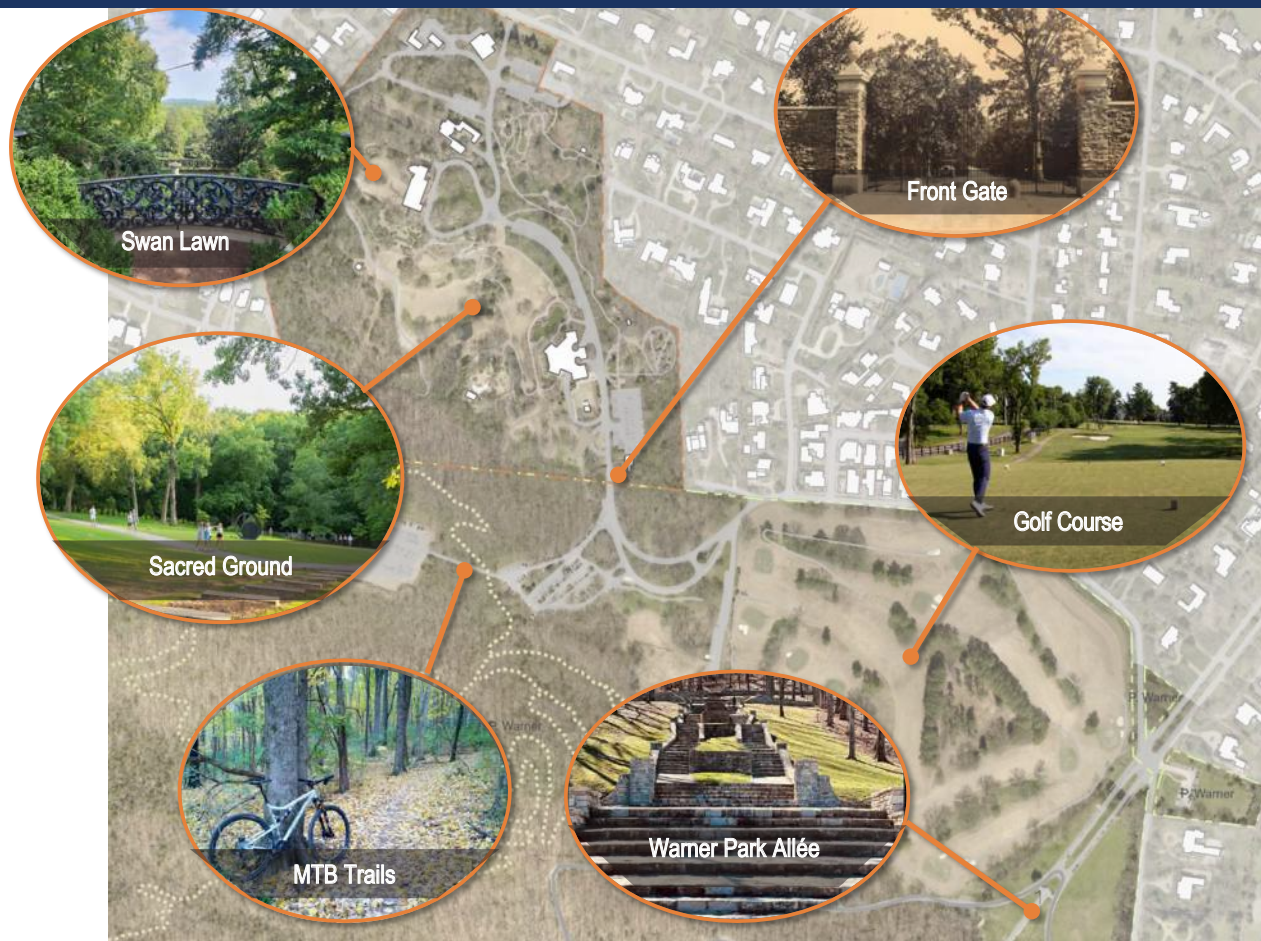 Swan Lawn
Front Gate
Golf Course
Sacred Ground
P. Warner
P. Warner
P. Warner
Warner Park Allée
MTB Trails